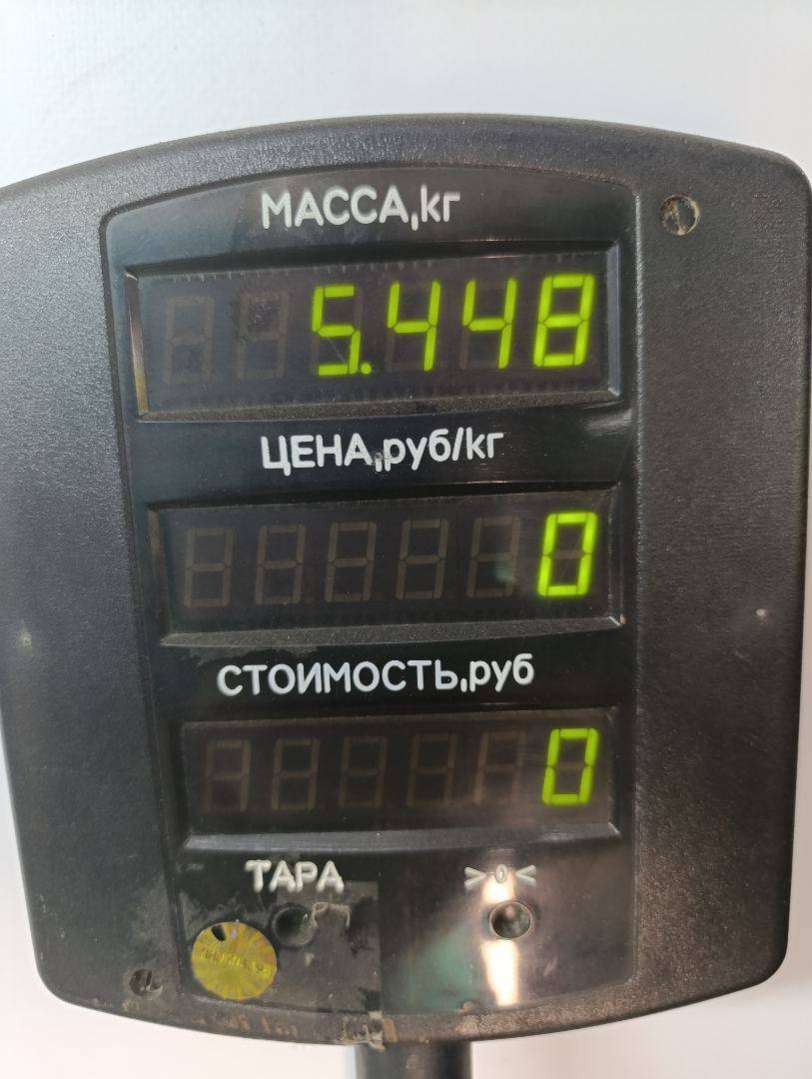 МАССА,кг
5.448
ЦЕНА,руб/кг
0
СТОИМОСТЬ,руб
0
ТАРА >0<